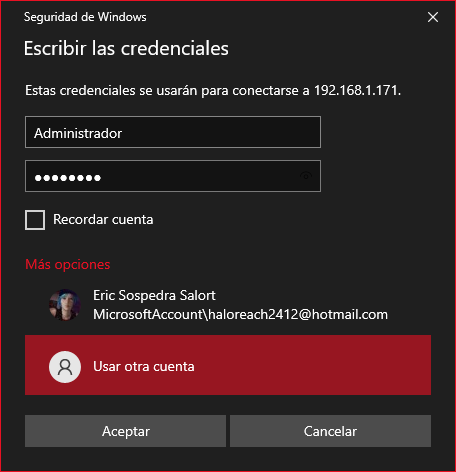 Seguridad de Windows
Escribir las credenciales
Estas credenciales se usarán para conectarse a 192.168.1.171.
Administrador
●●●●●●●●
Recordar cuenta
Más opciones
Eric Sospedra Salort
MicrosoftAccount\haloreach2412@hotmail.com
Usar otra cuenta
Aceptar
Cancelar